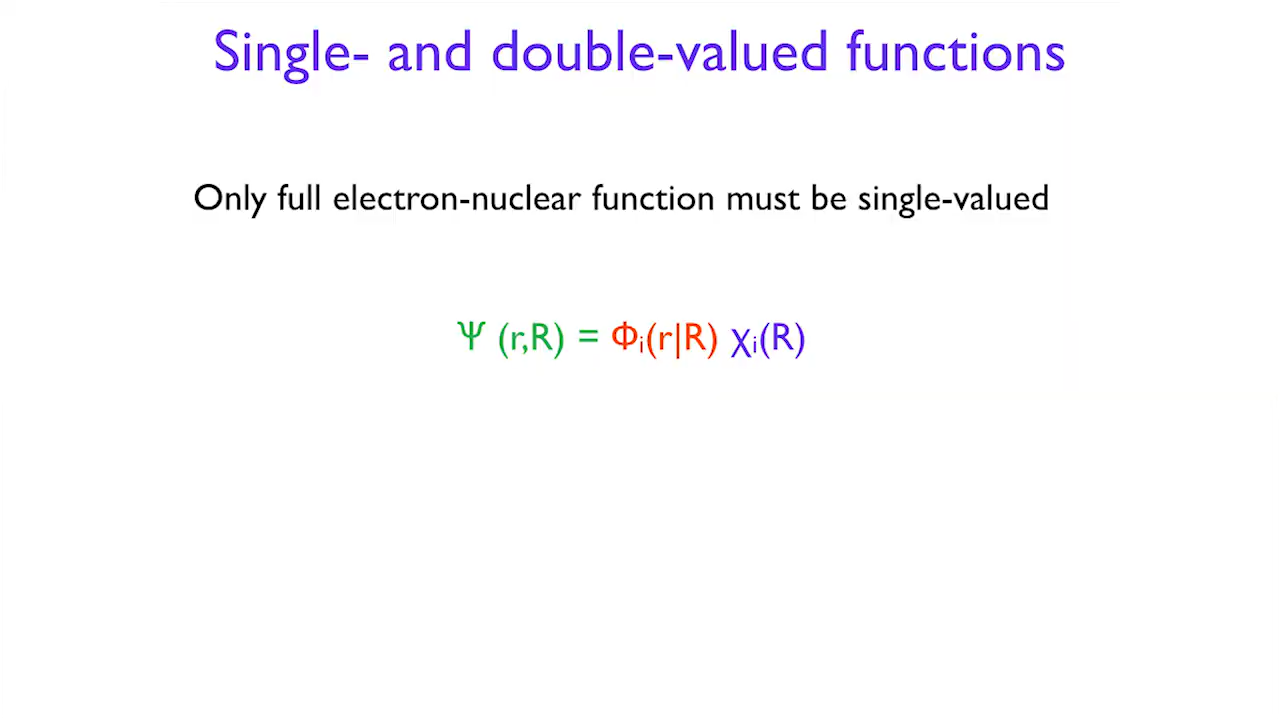 Single- and double-valued functions
Only full electron-nuclear function must be single-valued
Ψ (r,R) = Φᵢ(r|R) χᵢ(R)